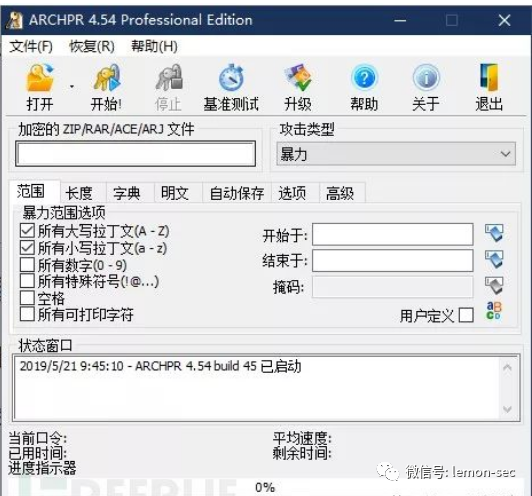 ARCHPR 4.54 Professional Edition
文件(F) 恢复(R) 帮助(H)
打开 开始! 停止 基准测试 升级 帮助 关于 退出
加密的 ZIP/RAR/ACE/ARJ 文件
攻击类型
暴力
范围 长度 字典 明文 自动保存 选项 高级
暴力范围选项
所有大写拉丁文(A - Z)
所有小写拉丁文(a - z)
所有数字(0 - 9)
所有特殊符号(!@...)
空格
所有可打印字符
开始于:
结束于:
掩码:
用户定义
状态窗口
2019/5/21 9:45:10 - ARCHPR 4.54 build 45 已启动
当前口令:
平均速度:
已用时间:
剩余时间:
进度指示器
0%
微信号: lemon-sec